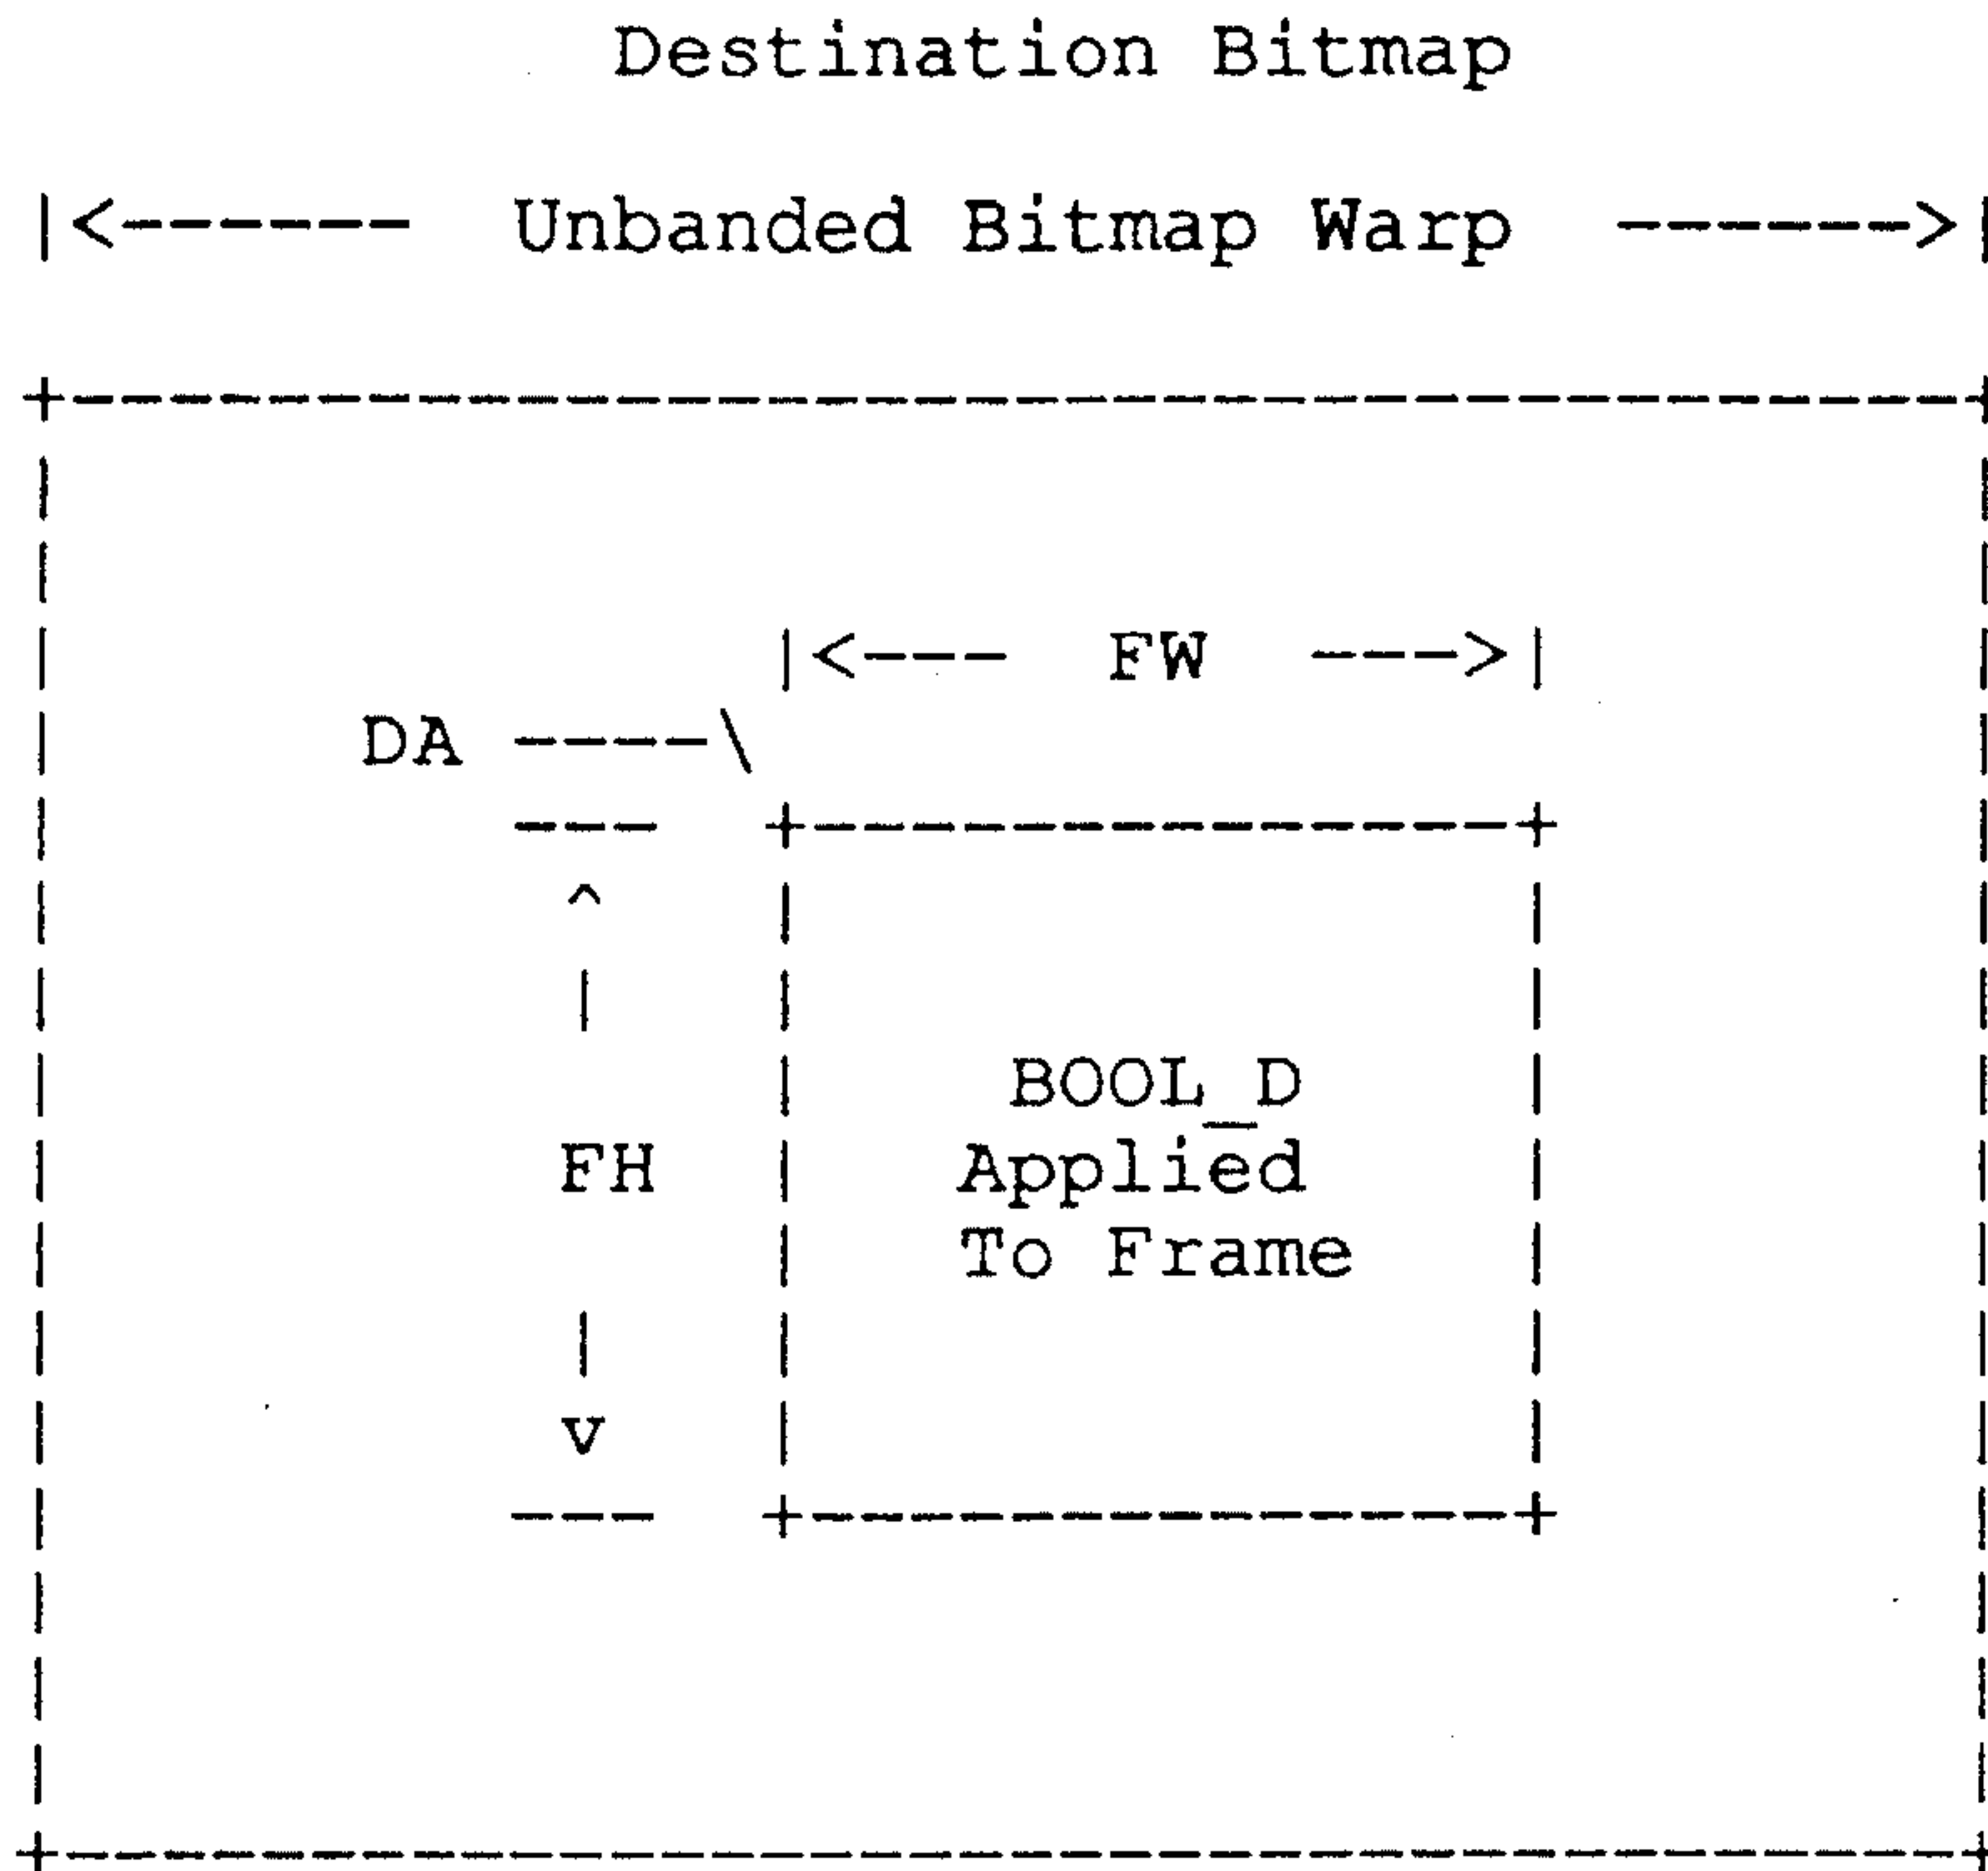 Destination Bitmap
|<------ Unbanded Bitmap Warp ------>|
|<--- FW --->|
DA ----\
BOOL_D
FH Applied
To Frame
v